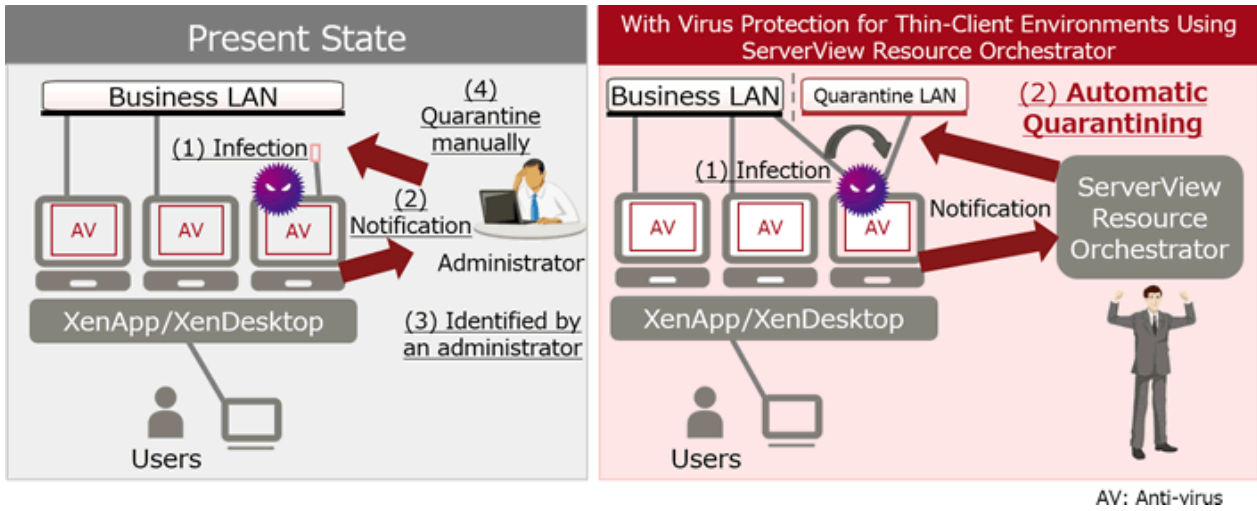 Present State
Business LAN
(4)
Quarantine
manually
(1) Infection
(2)
Notification
AV
AV
AV
Administrator
XenApp/XenDesktop
(3) Identified by
an administrator
Users
With Virus Protection for Thin-Client Environments Using
ServerView Resource Orchestrator
Business LAN
Quarantine LAN
(2) Automatic
Quarantining
(1) Infection
AV
AV
AV
Notification
ServerView
Resource
Orchestrator
XenApp/XenDesktop
Users
AV: Anti-virus